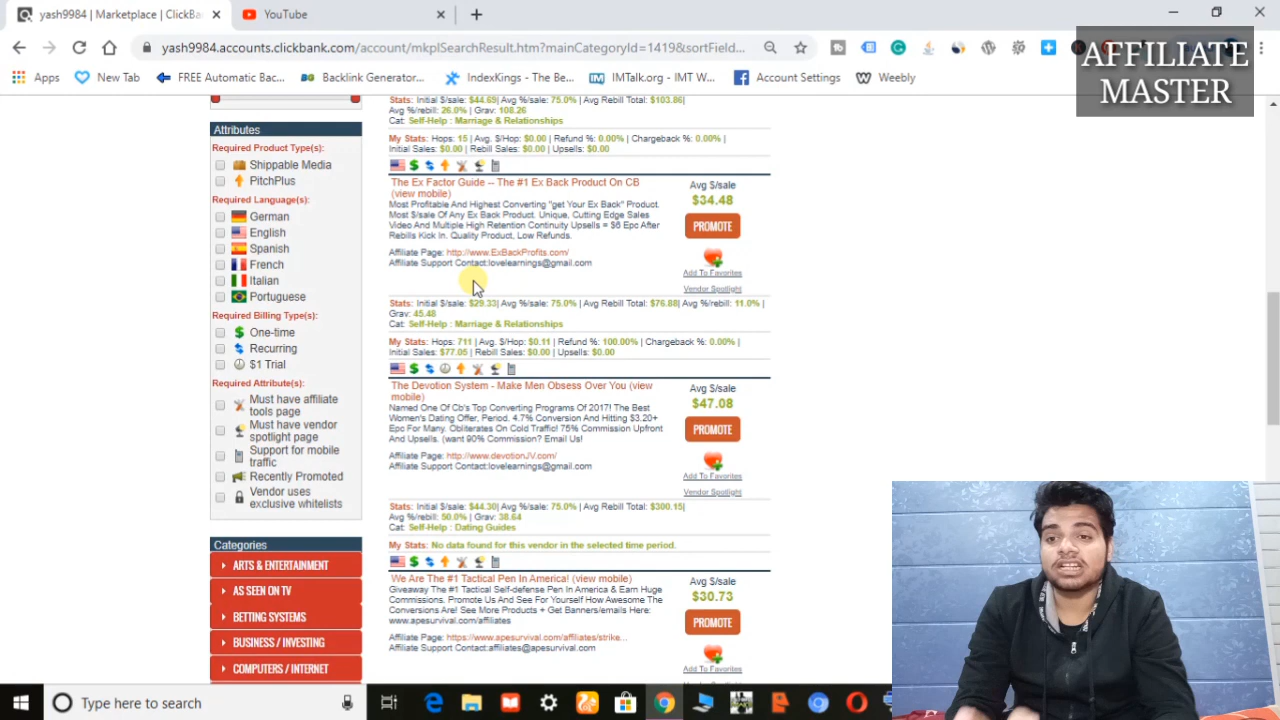 yash9984 | Marketplace | ClickBa
YouTube
yash9984.accounts.clickbank.com/account/mkplSearchResult.htm?mainCategoryId=1419&sortField...
AFFILIATE
MASTER
Apps
New Tab
FREE Automatic Bac...
Backlink Generator...
IndexKings - The Be...
IMTalk.org - IMT W...
Account Settings
Weebly
Stats: Initial $/sale: $44.69| Avg %/sale: 75.0% | Avg Rebill Total: $103.86|
Avg %/rebill: 26.0% | Grav: 108.26
Cat: Self-Help : Marriage & Relationships
My Stats: Hops: 15 | Avg. $/Hop: $0.00 | Refund %: 0.00% | Chargeback %: 0.00% |
Initial Sales: $0.00 | Rebill Sales: $0.00 | Upsells: $0.00
Attributes
Required Product Type(s):
Shippable Media
PitchPlus
Required Language(s):
German
English
Spanish
French
Italian
Portuguese
Required Billing Type(s):
One-time
Recurring
$1 Trial
Required Attribute(s):
Must have affiliate
tools page
Must have vendor
spotlight page
Support for mobile
traffic
Recently Promoted
Vendor uses
exclusive whitelists
Categories
ARTS & ENTERTAINMENT
AS SEEN ON TV
BETTING SYSTEMS
BUSINESS / INVESTING
COMPUTERS / INTERNET
The Ex Factor Guide -- The #1 Ex Back Product On CB
(view mobile)
Most Profitable And Highest Converting "get Your Ex Back" Product.
Most $/sale Of Any Ex Back Product. Unique, Cutting Edge Sales
Video And Multiple High Retention Continuity Upsells = $6 Epc After
Rebills Kick In. Quality Product, Low Refunds.
Affiliate Page: http://www.ExBackProfits.com/
Affiliate Support Contact:lovelearnings@gmail.com
Avg $/sale
$34.48
PROMOTE
Add To Favorites
Vendor Spotlight
Stats: Initial $/sale: $29.33| Avg %/sale: 75.0% | Avg Rebill Total: $76.88| Avg %/rebill: 11.0% |
Grav: 45.48
Cat: Self-Help : Marriage & Relationships
My Stats: Hops: 711 | Avg. $/Hop: $0.11 | Refund %: 100.00% | Chargeback %: 0.00% |
Initial Sales: $77.05 | Rebill Sales: $0.00 | Upsells: $0.00
The Devotion System - Make Men Obsess Over You (view
mobile)
Named One Of Cb's Top Converting Programs Of 2017! The Best
Women's Dating Offer, Period. 4.7% Conversion And Hitting $3.20+
Epc For Many. Obliterates On Cold Traffic! 75% Commission Upfront
And Upsells. (want 90% Commission? Email Us!
Affiliate Page: http://www.devotionJV.com/
Affiliate Support Contact:lovelearnings@gmail.com
Avg $/sale
$47.08
PROMOTE
Add To Favorites
Vendor Spotlight
Stats: Initial $/sale: $44.30| Avg %/sale: 75.0% | Avg Rebill Total: $300.15|
Avg %/rebill: 50.0% | Grav: 38.64
Cat: Self-Help : Dating Guides
My Stats: No data found for this vendor in the selected time period.
We Are The #1 Tactical Pen In America! (view mobile)
Giveaway The #1 Tactical Self-defense Pen In America & Earn Huge
Commissions. Promote Us And See For Yourself How Awesome The
Conversions Are! See More Products + Get Banners/emails Here:
www.apesurvival.com/affiliates
Affiliate Page: https://www.apesurvival.com/affiliates/strike...
Affiliate Support Contact:affiliates@apesurvival.com
Avg $/sale
$30.73
PROMOTE
Add To Favorites
Type here to search